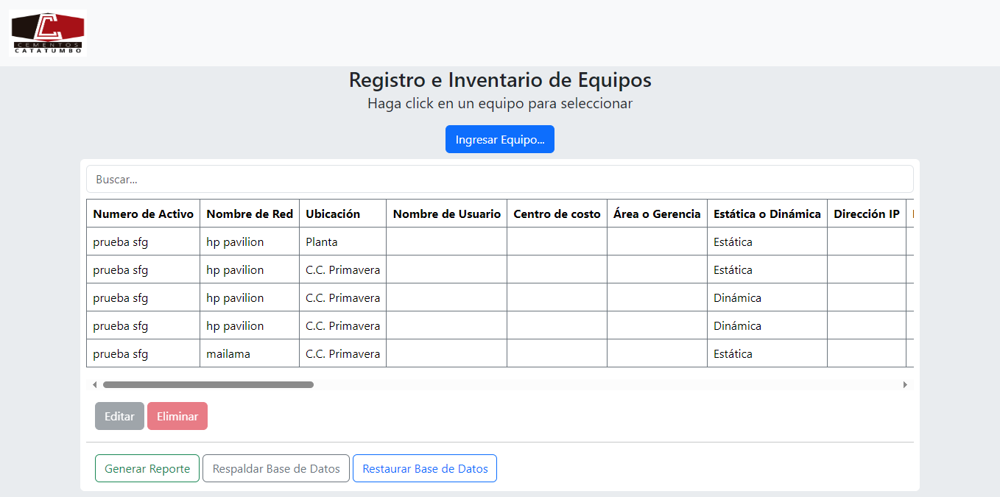 CEMENTOS
CATATUMBO
Registro e Inventario de Equipos
Haga click en un equipo para seleccionar
Ingresar Equipo...
Buscar...
Numero de Activo Nombre de Red Ubicación Nombre de Usuario Centro de costo Área o Gerencia Estática o Dinámica Dirección IP
prueba sfg hp pavilion Planta Estática
prueba sfg hp pavilion C.C. Primavera Estática
prueba sfg hp pavilion C.C. Primavera Dinámica
prueba sfg hp pavilion C.C. Primavera Dinámica
prueba sfg mailama C.C. Primavera Estática
Editar Eliminar
Generar Reporte Respaldar Base de Datos Restaurar Base de Datos